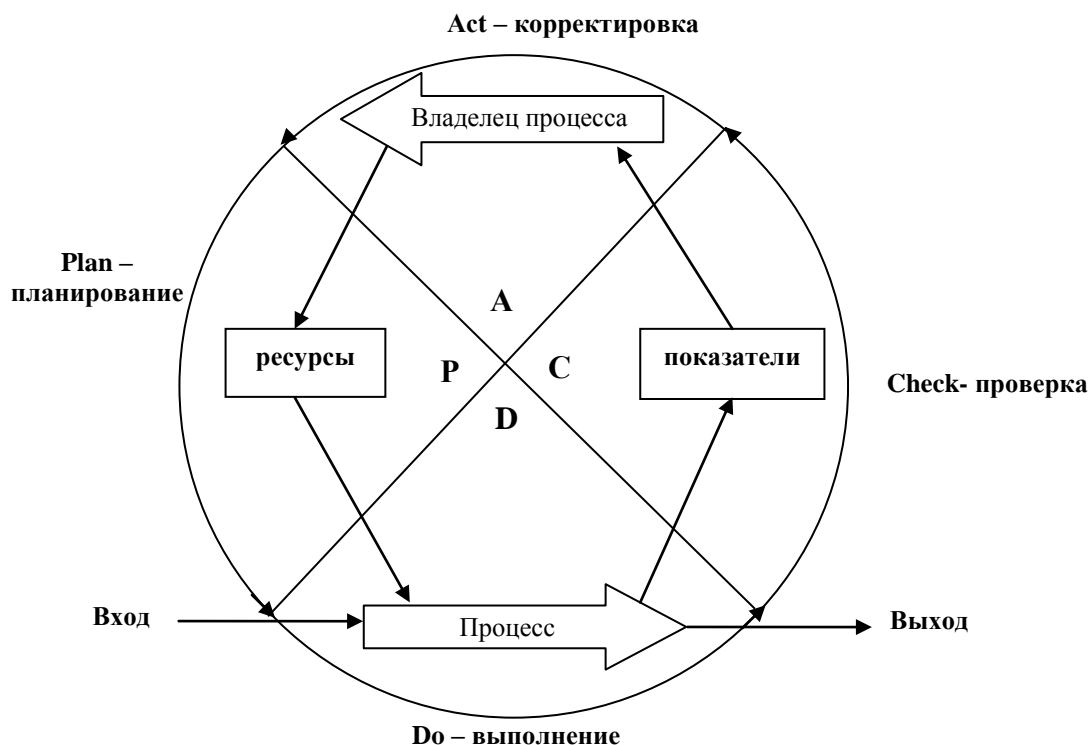 Act – корректировка
Владелец процесса
Plan –
планирование
A
ресурсы
P
C
показатели
Check- проверка
D
Вход
Процесс
Выход
Do – выполнение